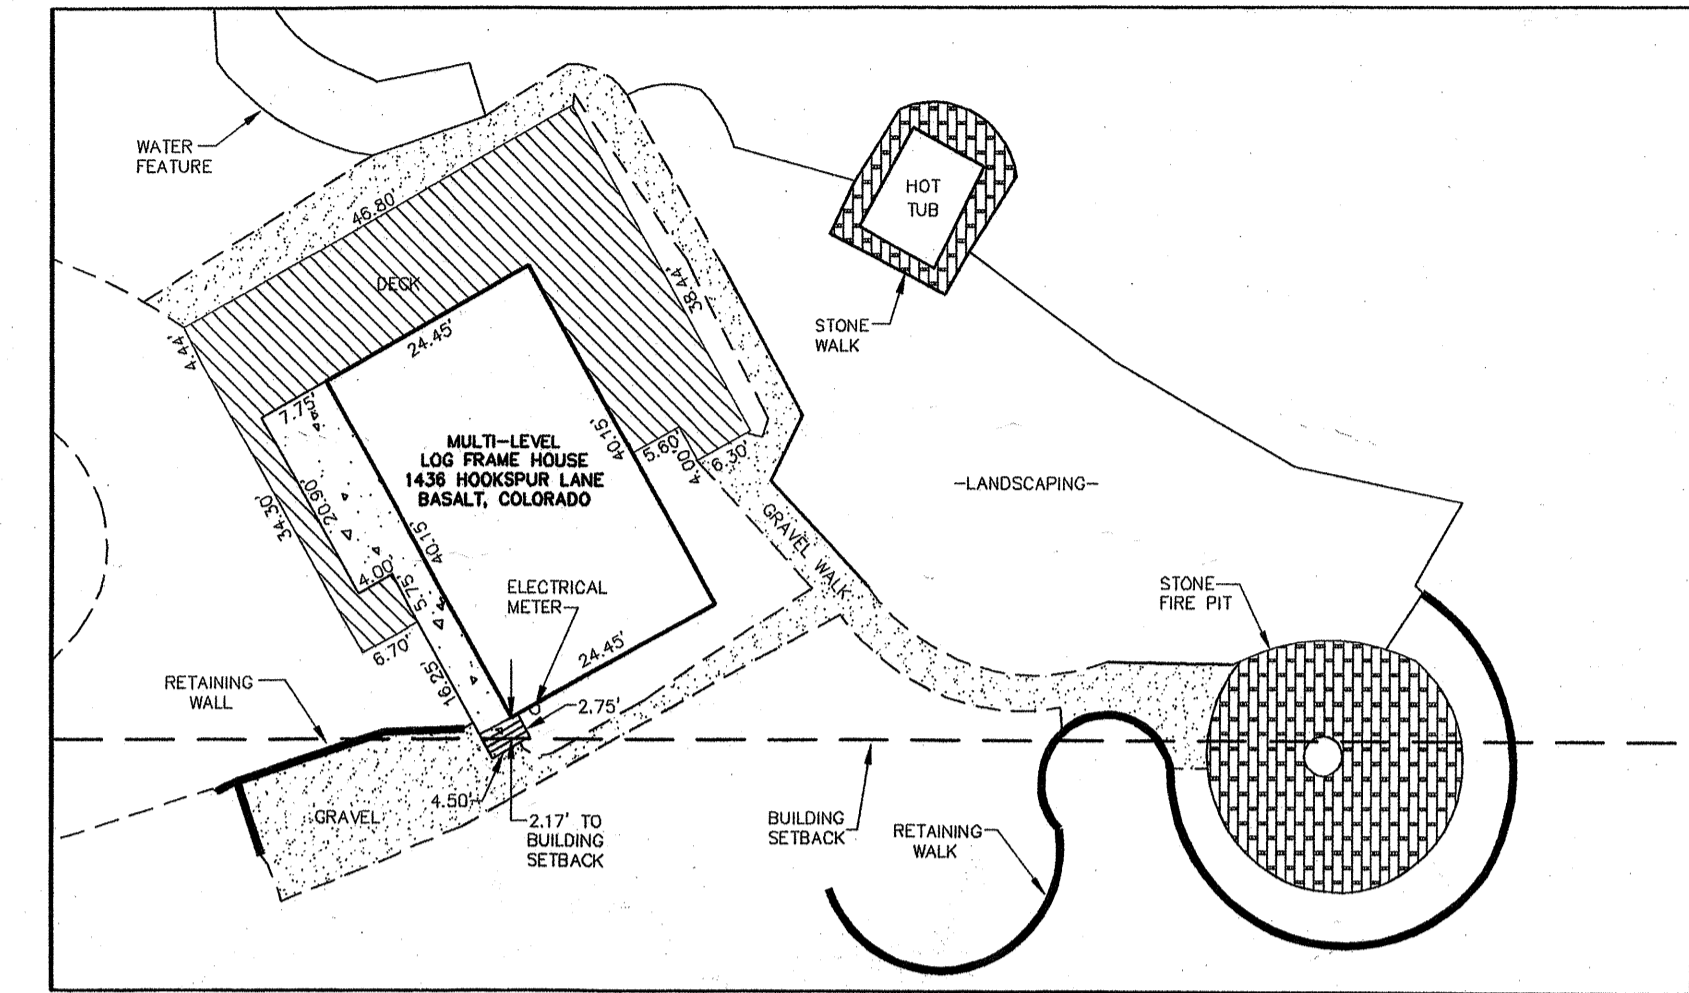 WATER
FEATURE
46.80'
DECK
HOT
TUB
4.44'
24.45'
38.44'
STONE
WALK
7.75'
MULTI-LEVEL
LOG FRAME HOUSE
1436 HOOKSPUR LANE
BASALT, COLORADO
40.15'
5.60'
4.00'
6.30'
-LANDSCAPING-
34.30'
20.90'
40.15'
GRAVEL WALK
4.00'
5.75'
ELECTRICAL
METER
STONE
FIRE PIT
6.70'
24.45'
16.25'
RETAINING
WALL
2.75'
4.50'
GRAVEL
2.17' TO
BUILDING
SETBACK
BUILDING
SETBACK
RETAINING
WALK